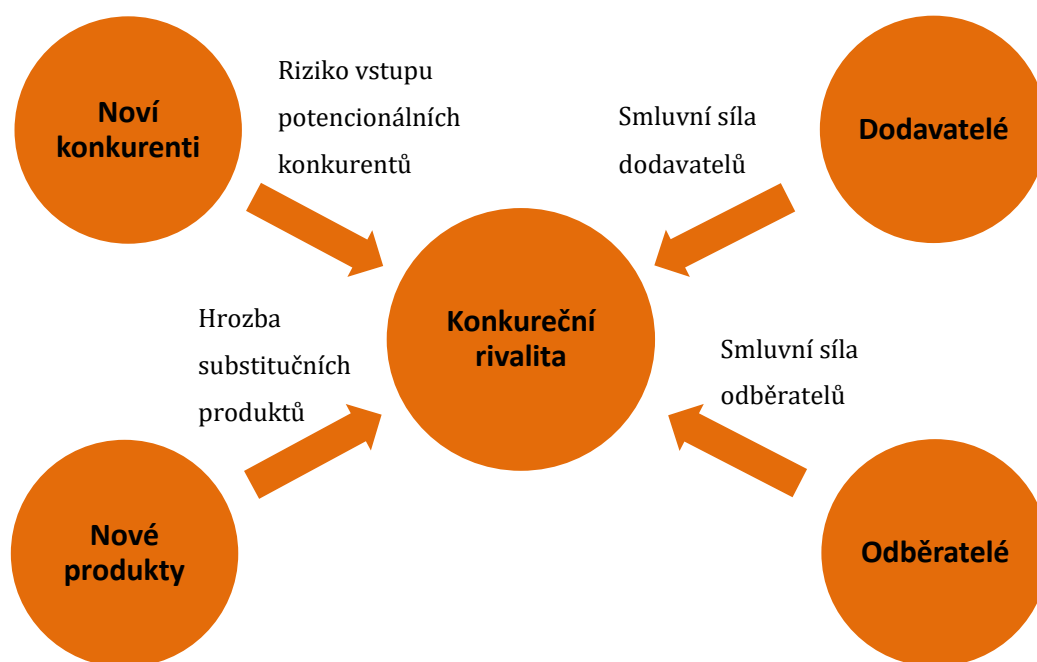 Noví
konkurenti
Riziko vstupu
potencionálních
konkurentů
Smluvní síla
dodavatelů
Dodavatelé
Konkureční
rivalita
Hrozba
substitučních
produktů
Smluvní síla
odběratelů
Nové
produkty
Odběratelé